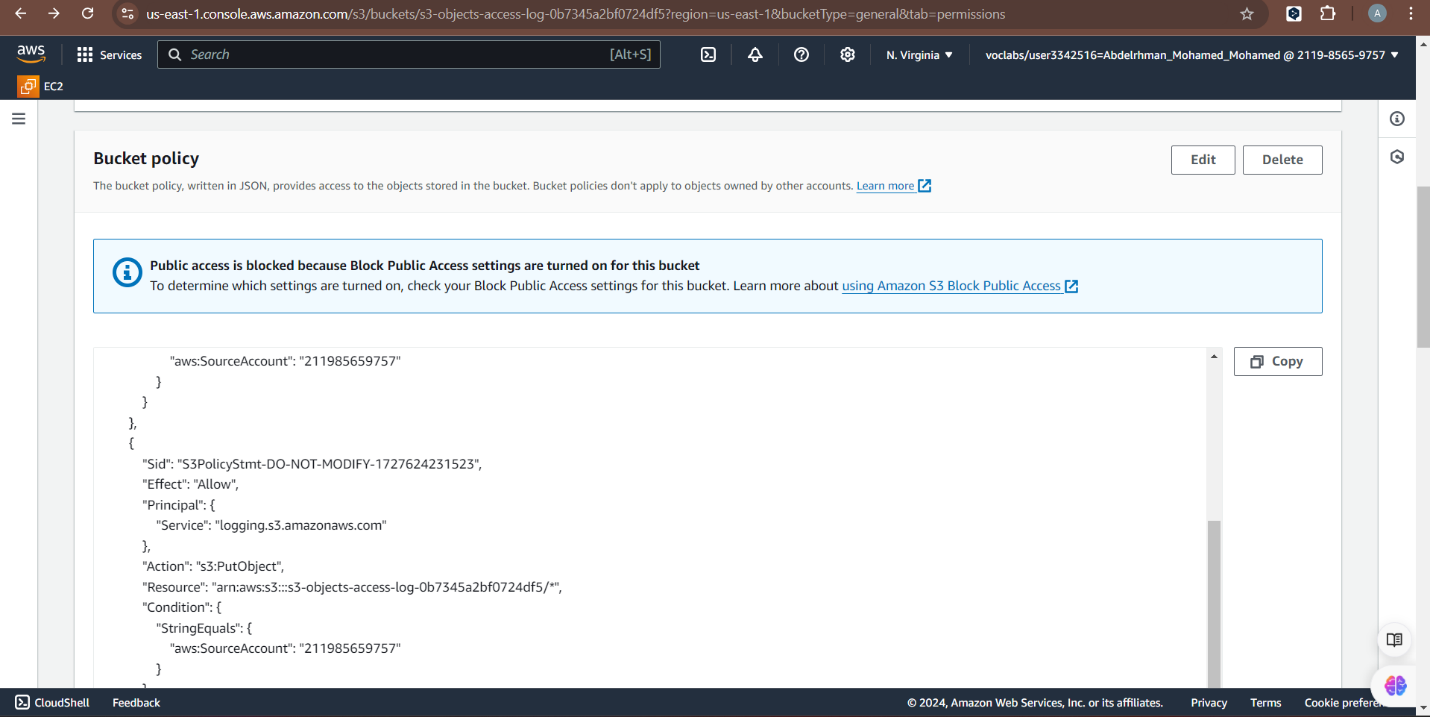 us-east-1.console.aws.amazon.com/s3/buckets/s3-objects-access-log-0b7345a2bf0724df5?region=us-east-1&bucketType=general&tab=permissions
A
aws
Services
Search
[Alt+S]
N. Virginia
voclabs/user3342516=Abdelrhman_Mohamed_Mohamed @ 2119-8565-9757
EC2
Bucket policy
Edit
Delete
The bucket policy, written in JSON, provides access to the objects stored in the bucket. Bucket policies don't apply to objects owned by other accounts. Learn more
Public access is blocked because Block Public Access settings are turned on for this bucket
To determine which settings are turned on, check your Block Public Access settings for this bucket. Learn more about using Amazon S3 Block Public Access
Copy
"aws:SourceAccount": "211985659757"
}
}
},
{
"Sid": "S3PolicyStmt-DO-NOT-MODIFY-1727624231523",
"Effect": "Allow",
"Principal": {
"Service": "logging.s3.amazonaws.com"
},
"Action": "s3:PutObject",
"Resource": "arn:aws:s3:::s3-objects-access-log-0b7345a2bf0724df5/*",
"Condition": {
"StringEquals": {
"aws:SourceAccount": "211985659757"
}
CloudShell
Feedback
© 2024, Amazon Web Services, Inc. or its affiliates.
Privacy
Terms
Cookie